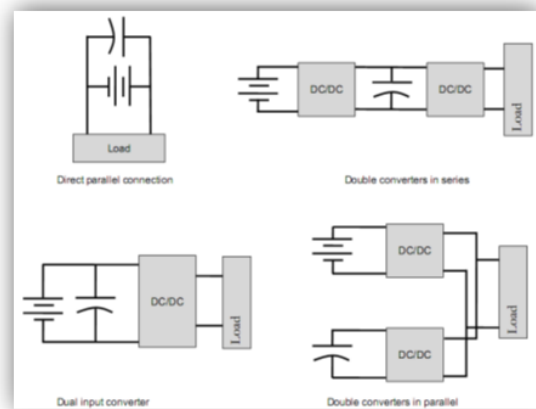 Load
Direct parallel connection
DC/DC
DC/DC
Load
Double converters in series
DC/DC
Load
Dual input converter
DC/DC
DC/DC
Load
Double converters in parallel